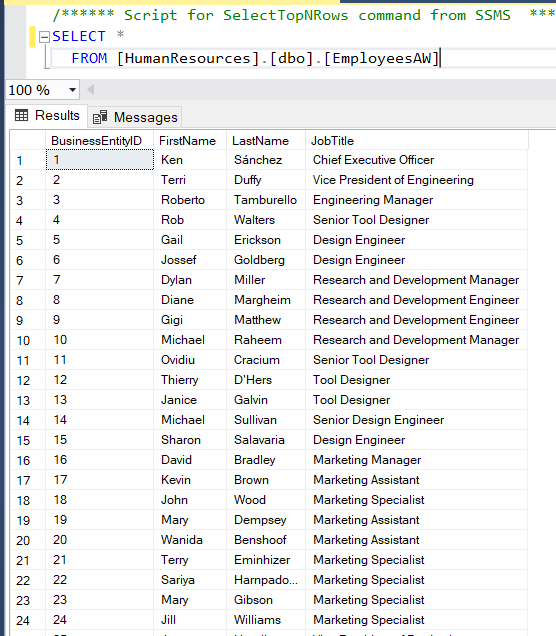 /****** Script for SelectTopNRows command from SSMS ***
SELECT *
FROM [HumanResources].[dbo].[EmployeesAW]
100 %
Results Messages
BusinessEntityID FirstName LastName JobTitle
1 1 Ken Sánchez Chief Executive Officer
2 2 Terri Duffy Vice President of Engineering
3 3 Roberto Tamburello Engineering Manager
4 4 Rob Walters Senior Tool Designer
5 5 Gail Erickson Design Engineer
6 6 Jossef Goldberg Design Engineer
7 7 Dylan Miller Research and Development Manager
8 8 Diane Margheim Research and Development Engineer
9 9 Gigi Matthew Research and Development Engineer
10 10 Michael Raheem Research and Development Manager
11 11 Ovidiu Cracium Senior Tool Designer
12 12 Thierry D'Hers Tool Designer
13 13 Janice Galvin Tool Designer
14 14 Michael Sullivan Senior Design Engineer
15 15 Sharon Salavaria Design Engineer
16 16 David Bradley Marketing Manager
17 17 Kevin Brown Marketing Assistant
18 18 John Wood Marketing Specialist
19 19 Mary Dempsey Marketing Assistant
20 20 Wanida Benshoof Marketing Assistant
21 21 Terry Eminhizer Marketing Specialist
22 22 Sariya Harnpado... Marketing Specialist
23 23 Mary Gibson Marketing Specialist
24 24 Jill Williams Marketing Specialist